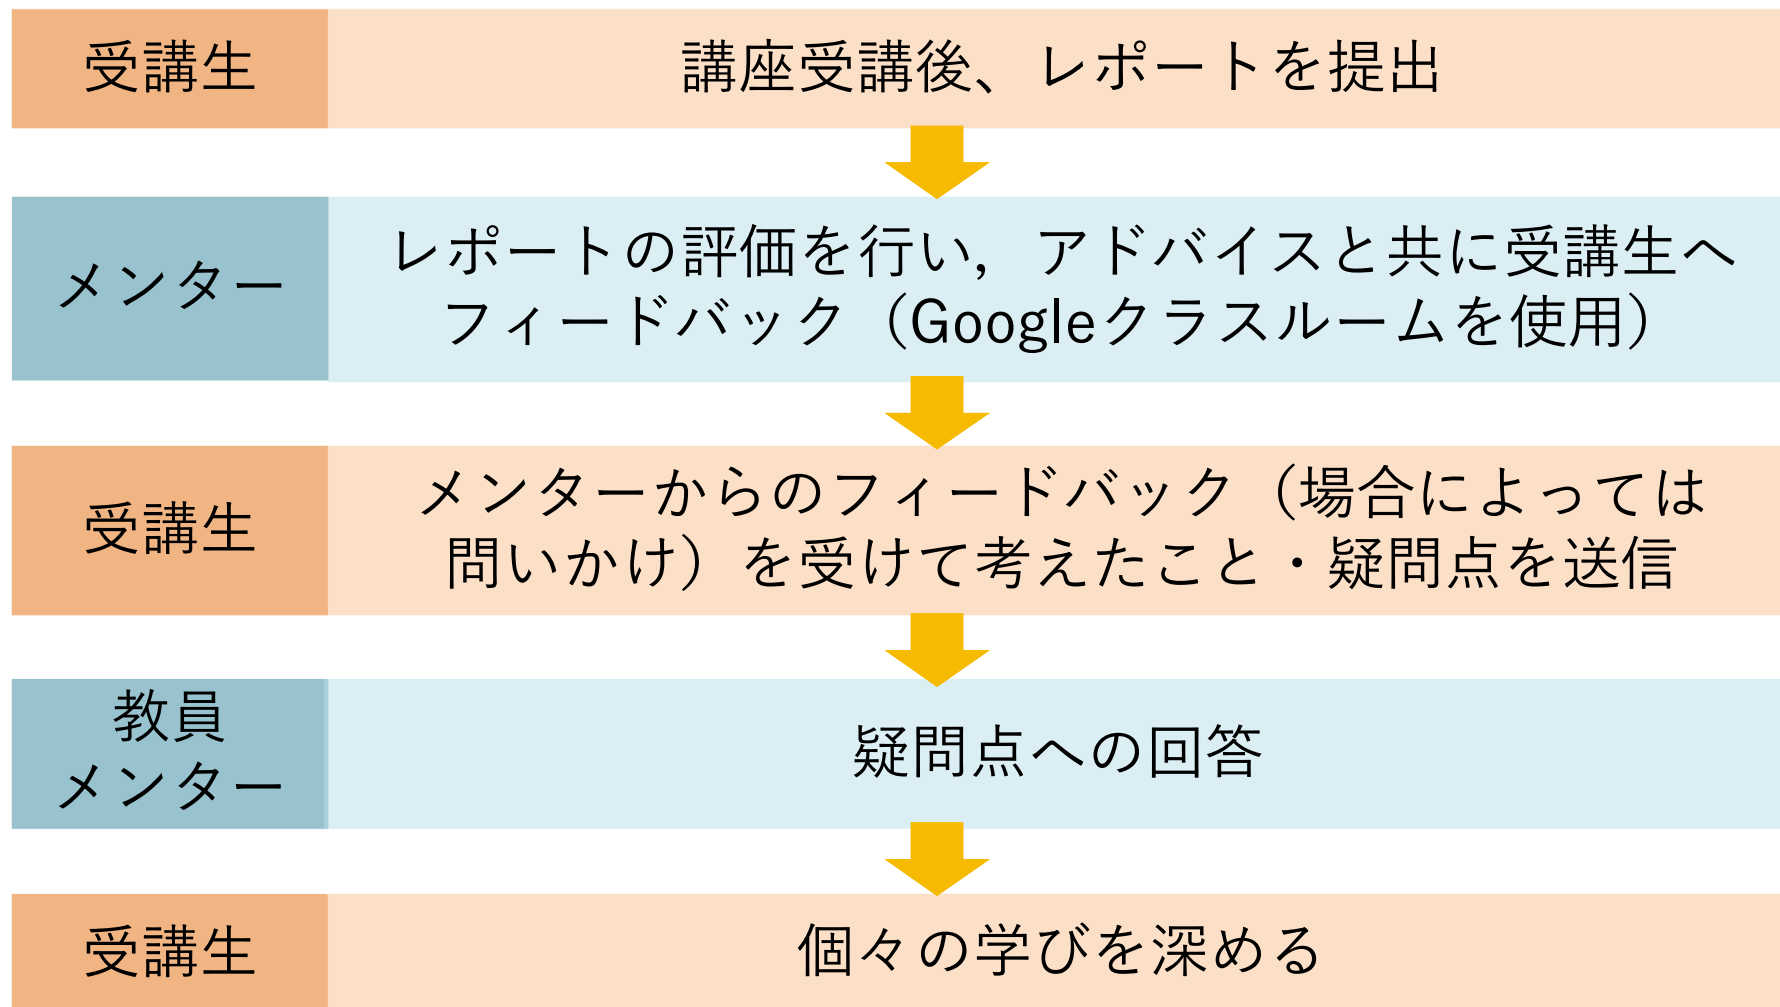 受講生
講座受講後、レポートを提出
メンター
レポートの評価を行い，アドバイスと共に受講生へ
フィードバック（Googleクラスルームを使用）
受講生
メンターからのフィードバック（場合によっては
問いかけ）を受けて考えたこと・疑問点を送信
教員
メンター
疑問点への回答
受講生
個々の学びを深める